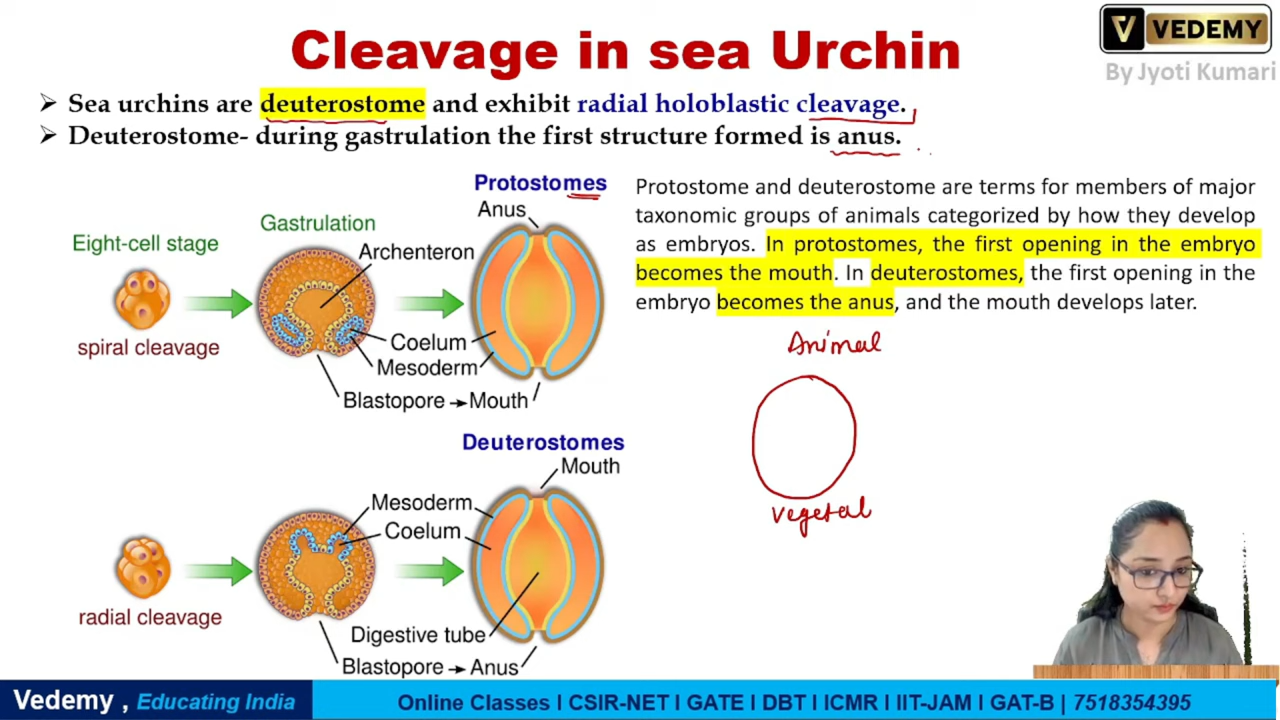 Cleavage in sea Urchin
VEDEMY
By Jyoti Kumari
➢ Sea urchins are deuterostome and exhibit radial holoblastic cleavage.
➢ Deuterostome- during gastrulation the first structure formed is anus.
Protostomes
Anus
Gastrulation
Eight-cell stage
Archenteron
spiral cleavage
Coelum
Mesoderm
Blastopore → Mouth
Protostome and deuterostome are terms for members of major
taxonomic groups of animals categorized by how they develop
as embryos. In protostomes, the first opening in the embryo
becomes the mouth. In deuterostomes, the first opening in the
embryo becomes the anus, and the mouth develops later.
Animal
vegetal
Deuterostomes
Mouth
Mesoderm
Coelum
radial cleavage
Digestive tube
Blastopore → Anus
Vedemy , Educating India
Online Classes I CSIR-NET I GATE I DBT I ICMR I IIT-JAM I GAT-B I 7518354395